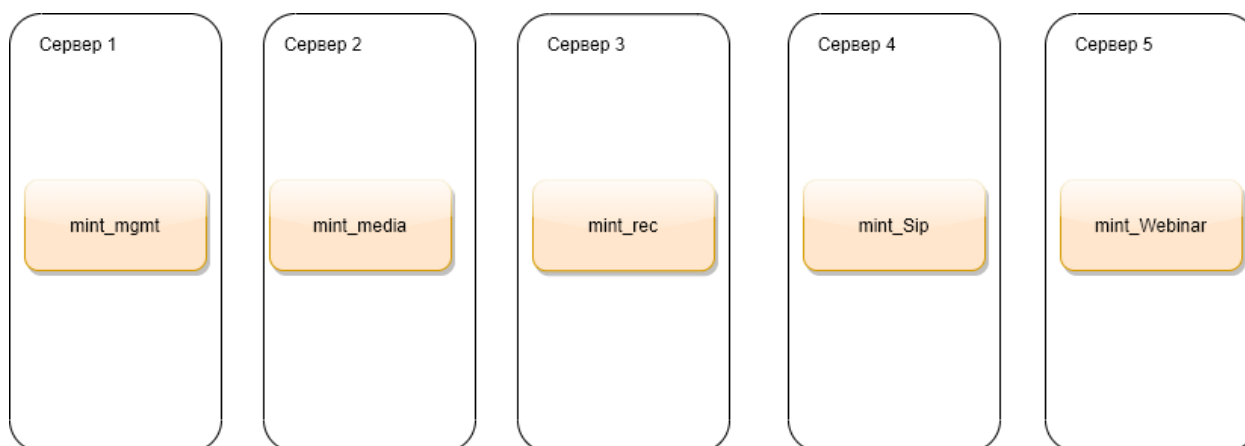 Сервер 1
Сервер 2
Сервер 3
Сервер 4
Сервер 5
mint_mgmt
mint_media
mint_rec
mint_Sip
mint_Webinar